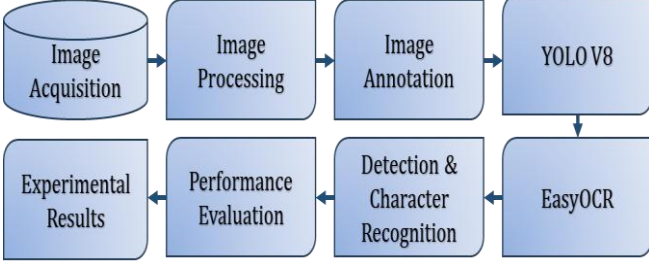 Image
Acquisition
Image
Processing
Image
Annotation
YOLO V8
EasyOCR
Detection &
Character
Recognition
Performance
Evaluation
Experimental
Results